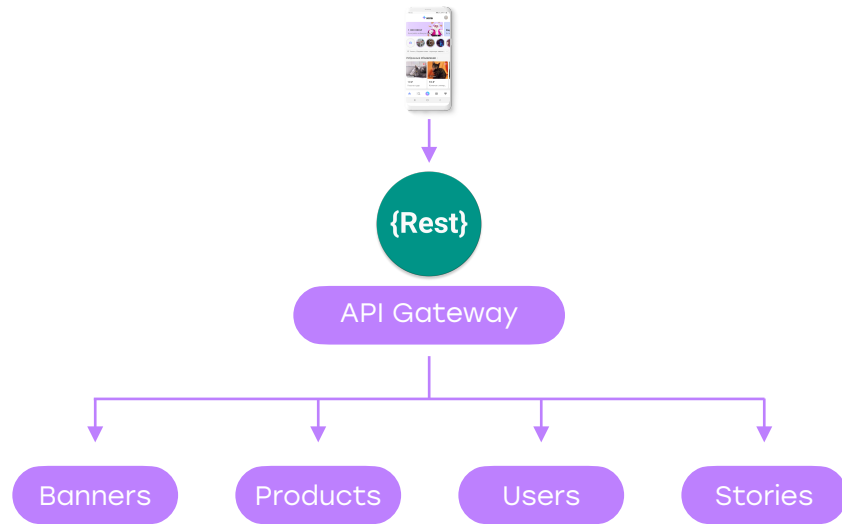 {Rest}
API Gateway
Banners
Products
Users
Stories